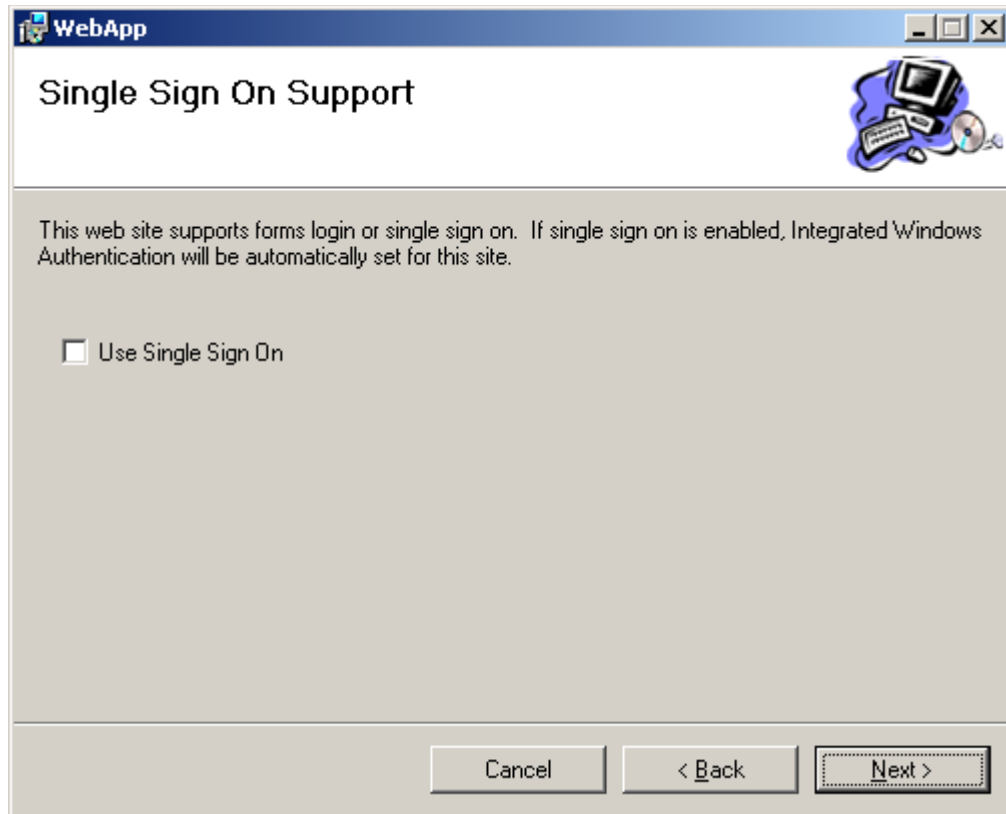 WebApp
Single Sign On Support
This web site supports forms login or single sign on.  If single sign on is enabled, Integrated Windows
Authentication will be automatically set for this site.
Use Single Sign On
Cancel
< Back
Next >